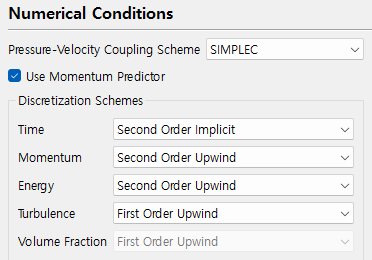 Numerical Conditions
Pressure-Velocity Coupling Scheme SIMPLEC
Use Momentum Predictor
Discretization Schemes
Time Second Order Implicit
Momentum Second Order Upwind
Energy Second Order Upwind
Turbulence First Order Upwind
Volume Fraction First Order Upwind